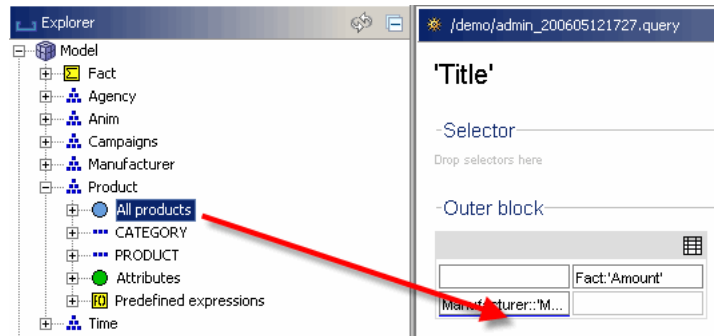 Explorer
Model
Fact
Agency
Anim
Campaigns
Manufacturer
Product
All products
CATEGORY
PRODUCT
Attributes
Predefined expressions
Time
/demo/admin_200605121727.query
'Title'
Selector
Drop selectors here
Outer block
Fact:'Amount'
Manufacturer::'M...